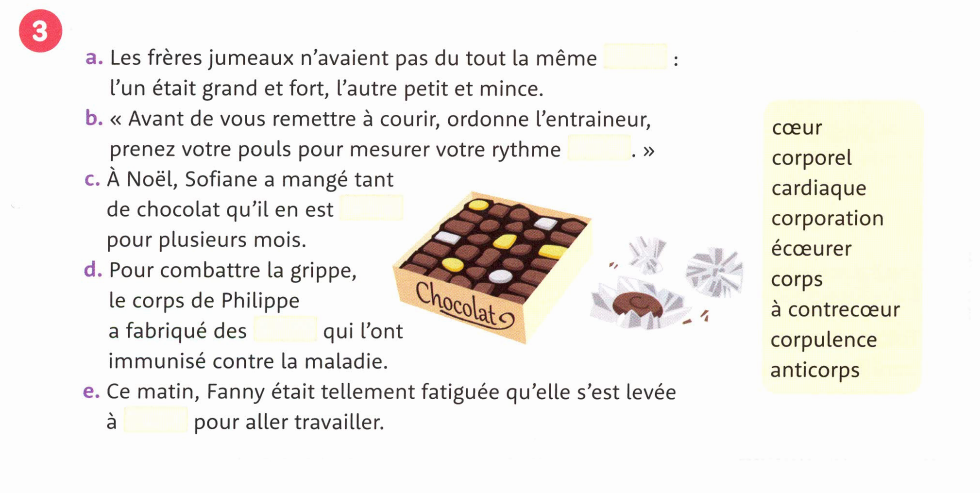 3
a. Les frères jumeaux n'avaient pas du tout la même :
l'un était grand et fort, l'autre petit et mince.
b. « Avant de vous remettre à courir, ordonne l'entraineur,
prenez votre pouls pour mesurer votre rythme . »
c. À Noël, Sofiane a mangé tant
de chocolat qu'il en est
pour plusieurs mois.
d. Pour combattre la grippe,
le corps de Philippe
a fabriqué des qui l'ont
immunisé contre la maladie.
e. Ce matin, Fanny était tellement fatiguée qu'elle s'est levée
à pour aller travailler.
Chocolat
cœur
corporel
cardiaque
corporation
écœurer
corps
à contrecœur
corpulence
anticorps